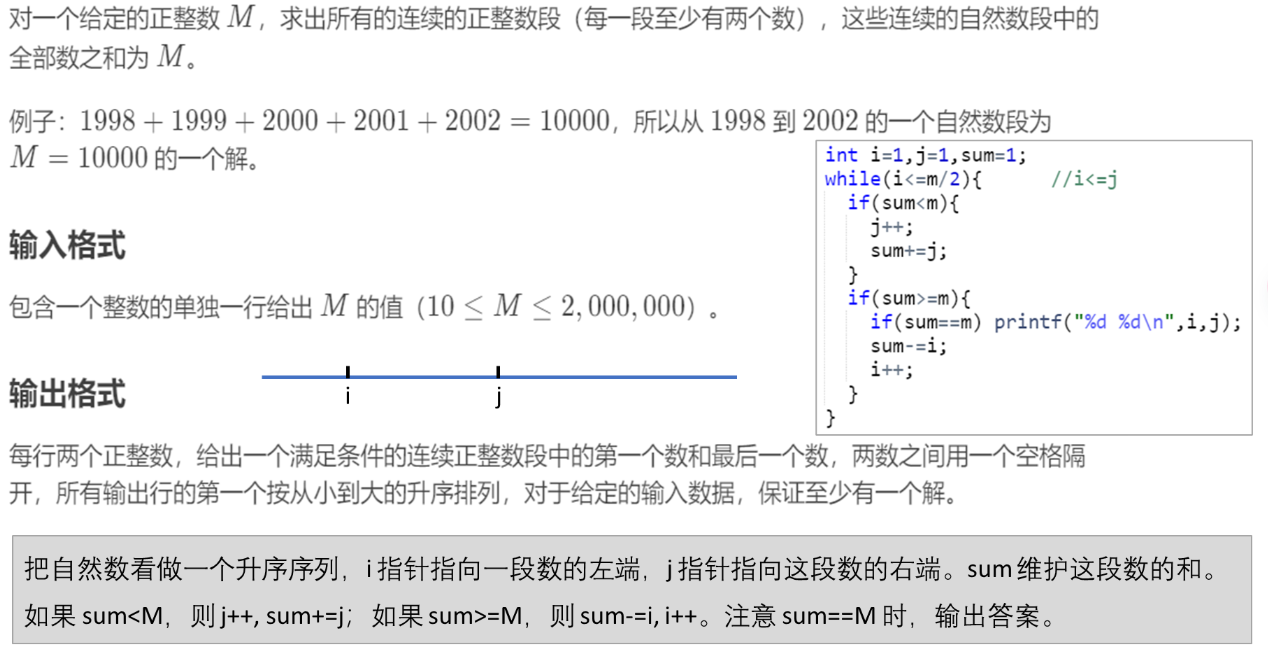 对一个给定的正整数 M，求出所有的连续的正整数段（每一段至少有两个数），这些连续的自然数段中的
全部数之和为 M。
例子：1998 + 1999 + 2000 + 2001 + 2002 = 10000，所以从 1998 到 2002 的一个自然数段为
M = 10000 的一个解。
int i=1,j=1,sum=1;
while(i<=m/2){ //i<=j
if(sum<m){
j++;
sum+=j;
}
if(sum>=m){
if(sum==m) printf("%d %d\n",i,j);
sum-=i;
i++;
}
}
输入格式
包含一个整数的单独一行给出 M 的值（10 ≤ M ≤ 2,000,000）。
输出格式
i j
每行两个正整数，给出一个满足条件的连续正整数段中的第一个数和最后一个数，两数之间用一个空格隔
开，所有输出行的第一个按从小到大的升序排列，对于给定的输入数据，保证至少有一个解。
把自然数看做一个升序序列，i 指针指向一段数的左端，j 指针指向这段数的右端。sum 维护这段数的和。
如果 sum<M，则 j++, sum+=j；如果 sum>=M，则 sum-=i, i++。注意 sum==M 时，输出答案。